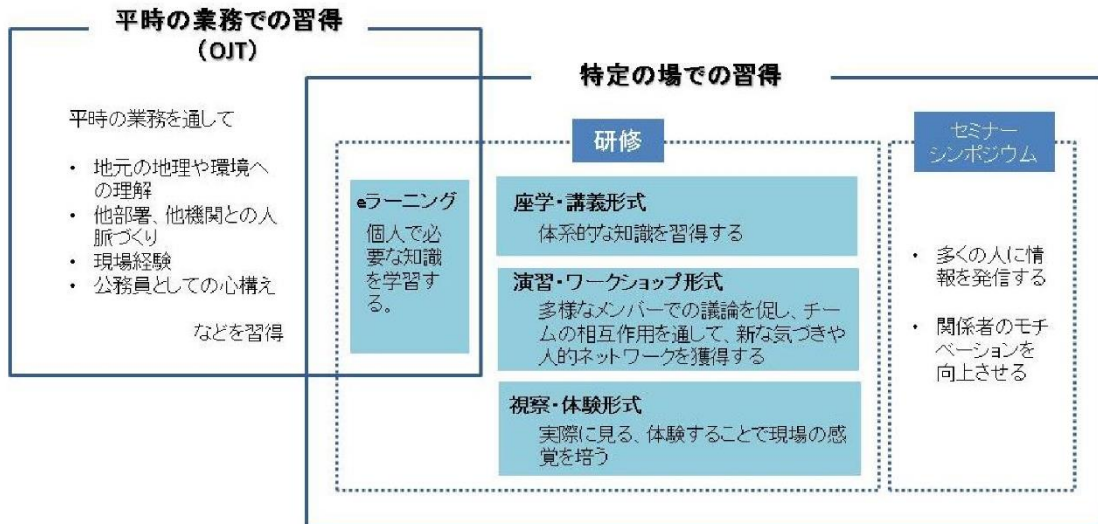 平時の業務での習得
（OJT）
平時の業務を通して
• 地元の地理や環境へ
の理解
• 他部署、他機関との人
脈づくり
• 現場経験
• 公務員としての心構え
などを習得
特定の場での習得
研修
eラーニング
個人で必
要な知識
を学習す
る。
座学・講義形式
体系的な知識を習得する
演習・ワークショップ形式
多様なメンバーでの議論を促し、チー
ムの相互作用を通して、新な気づきや
人的ネットワークを獲得する
視察・体験形式
実際に見る、体験することで現場の感
覚を培う
セミナー
シンポジウム
• 多くの人に情
報を発信する
• 関係者のモチ
ベーションを
向上させる